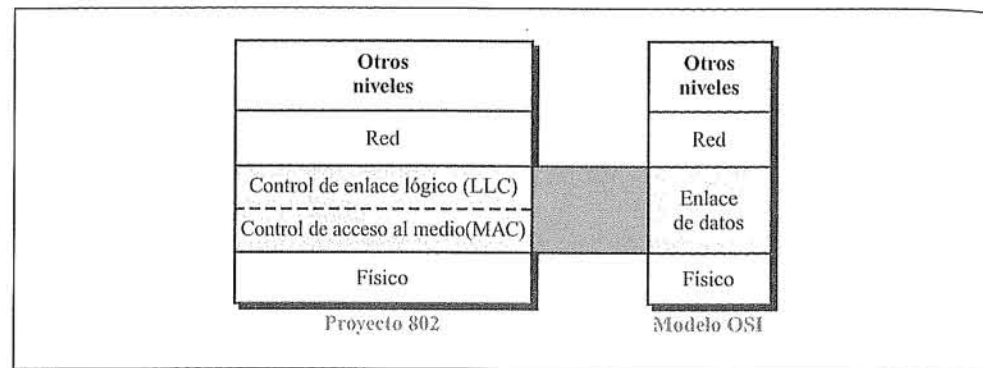 Otros
niveles
Red
Control de enlace lógico (LLC)
Control de acceso al medio(MAC)
Físico
Proyecto 802
Otros
niveles
Red
Enlace
de datos
Físico
Modelo OSI